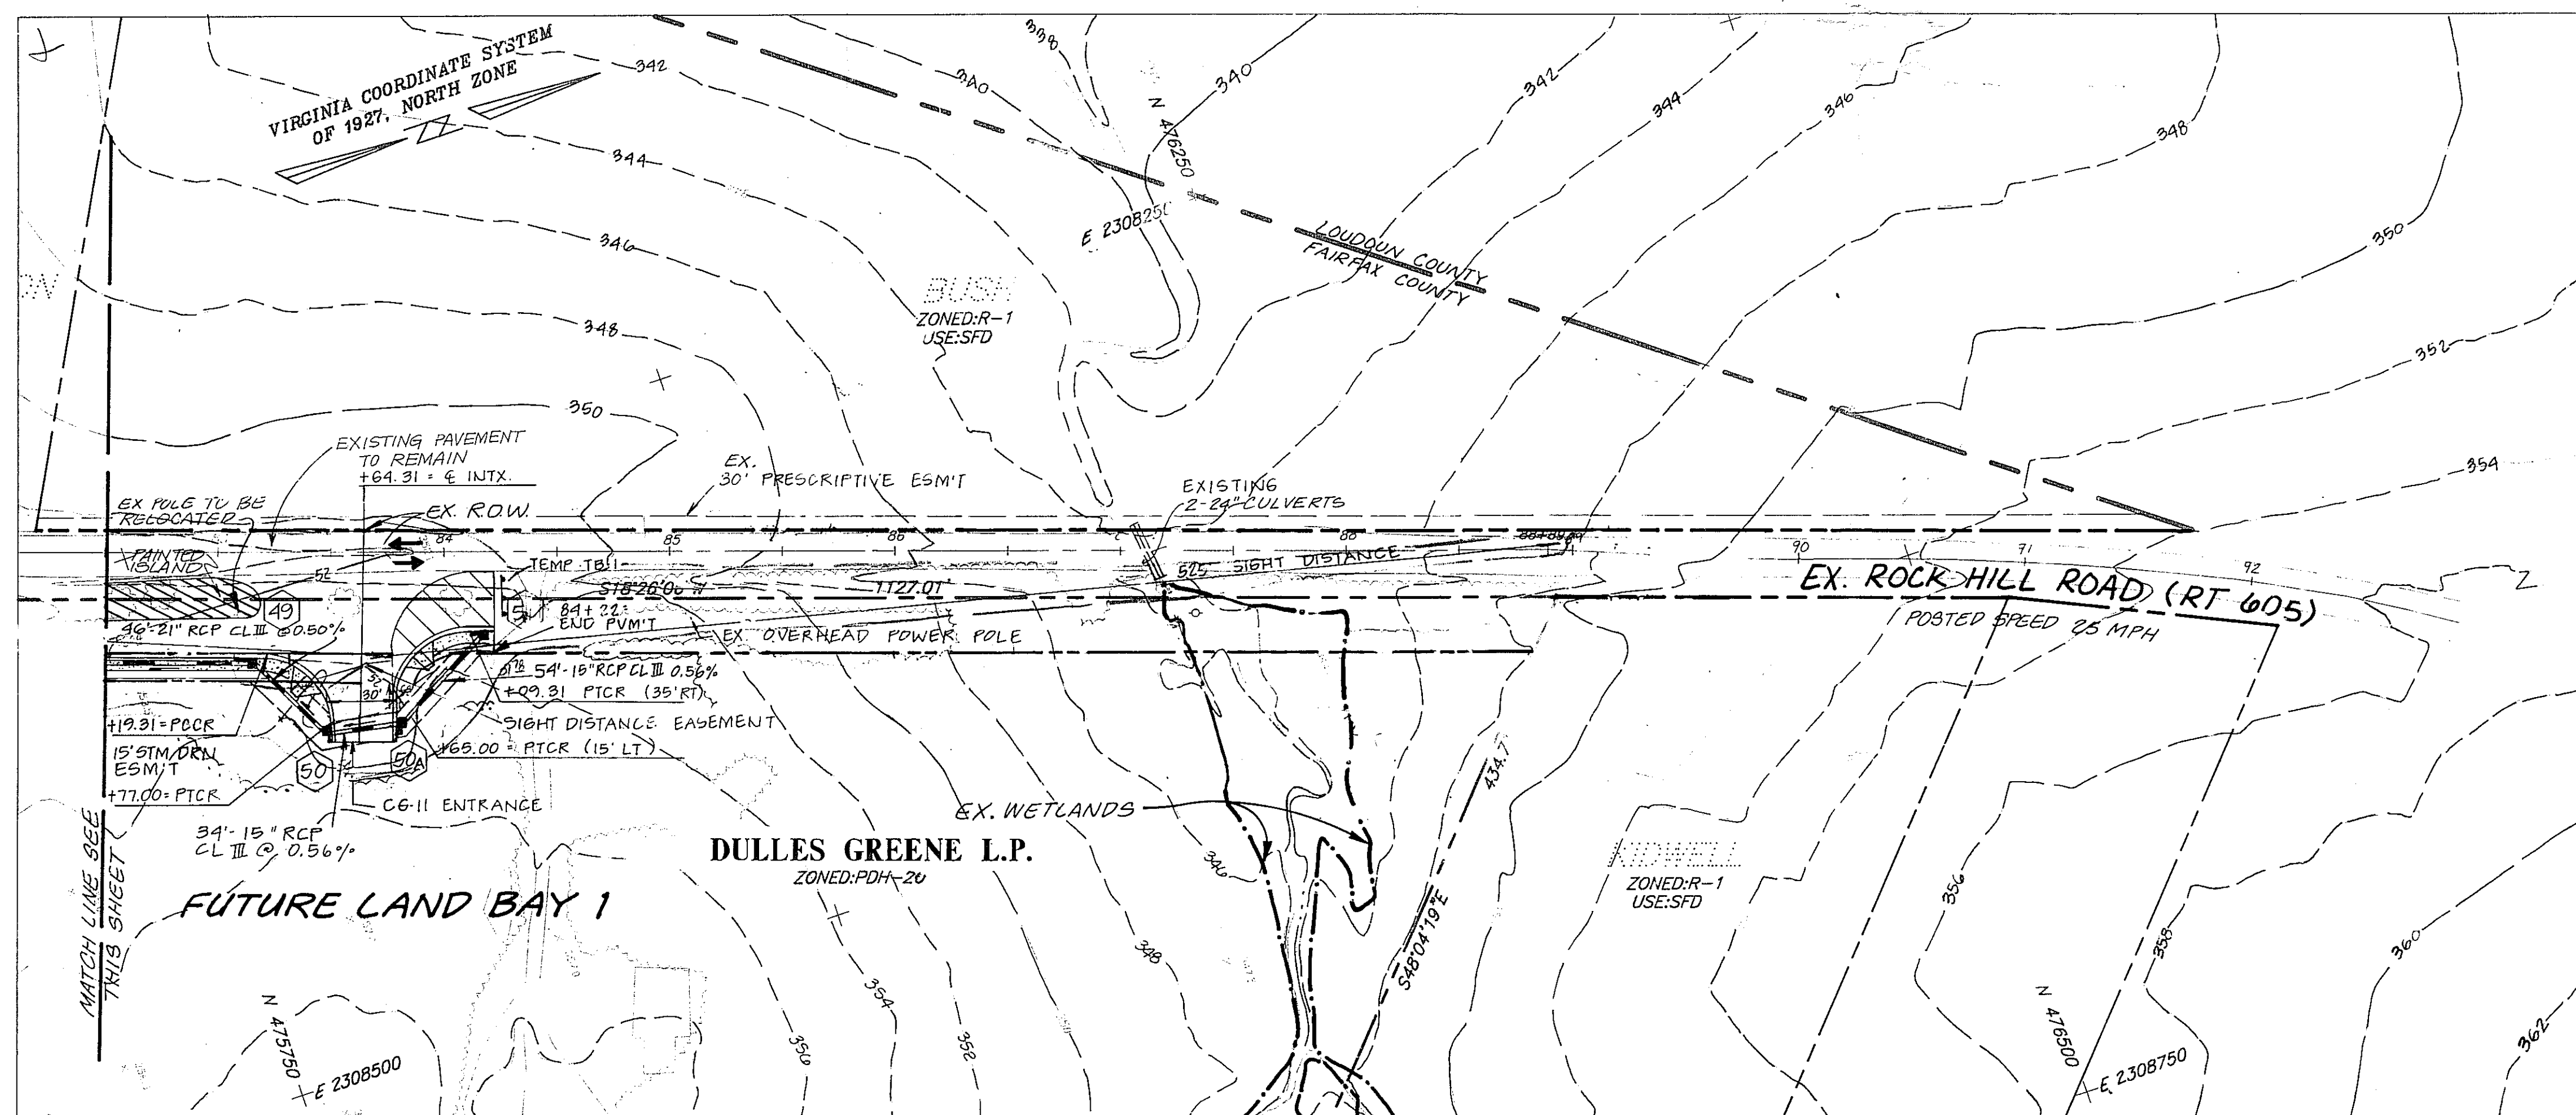 VIRGINIA COORDINATE SYSTEM
OF 1927, NORTH ZONE
342
344
346
348
350
338
340
340
342
344
346
348
350
352
354
N 476250
E 2308250
LOUDOUN COUNTY
FAIRFAX COUNTY
BUSH
ZONED:R-1
USE:SFD
EXISTING PAVEMENT
TO REMAIN
+64.31 = ℄ INTX.
EX.
30' PRESCRIPTIVE ESM'T
EXISTING
2-24" CULVERTS
EX POLE TO BE
RELOCATED
EX. R.O.W.
PAINTED
ISLAND
52
84
85
86
88
90
91
92
TEMP TB-1
525' SIGHT DISTANCE
S18°26'00"W
1127.01'
49
51
84+22=
END PVM'T
EX. ROCK HILL ROAD (RT 605)
POSTED SPEED 25 MPH
46'-21" RCP CL III @0.50%
EX. OVERHEAD POWER POLE
54'-15" RCP CL III 0.56%
+09.31 PTCR (35'RT)
30'
+19.31=PCCR
SIGHT DISTANCE EASEMENT
15' STM/DRN
ESM'T
+65.00 = PTCR (15' LT)
50
50A
+77.00=PTCR
CG-11 ENTRANCE
34'-15" RCP
CL III @ 0.56%
EX. WETLANDS
434.7
S48°04'19"E
DULLES GREENE L.P.
ZONED:PDH-20
KIDWELL
ZONED:R-1
USE:SFD
MATCH LINE SEE
THIS SHEET
FUTURE LAND BAY 1
346
348
352
354
356
356
358
360
362
N 475750
E 2308500
N 476500
E 2308750